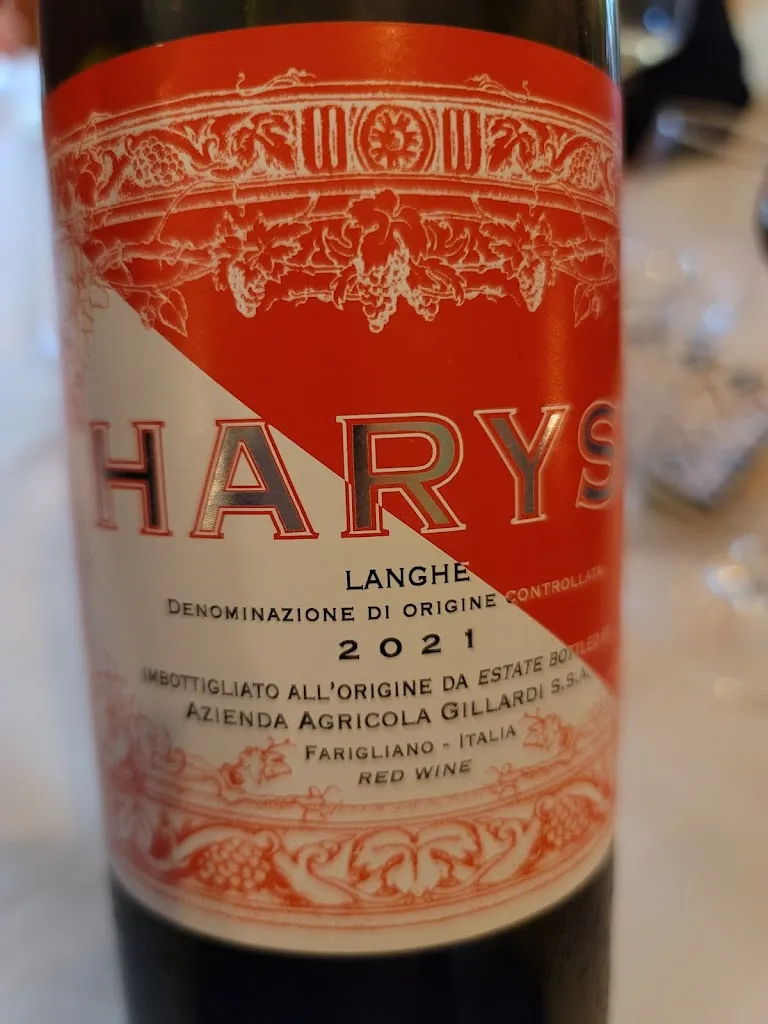 HARYS
LANGHE
DENOMINAZIONE DI ORIGINE CONTROLLATA
2021
IMBOTTIGLIATO ALL'ORIGINE DA ESTATE BOTTLED BY
AZIENDA AGRICOLA GILLARDI S.S.A.
FARIGLIANO - ITALIA
RED WINE